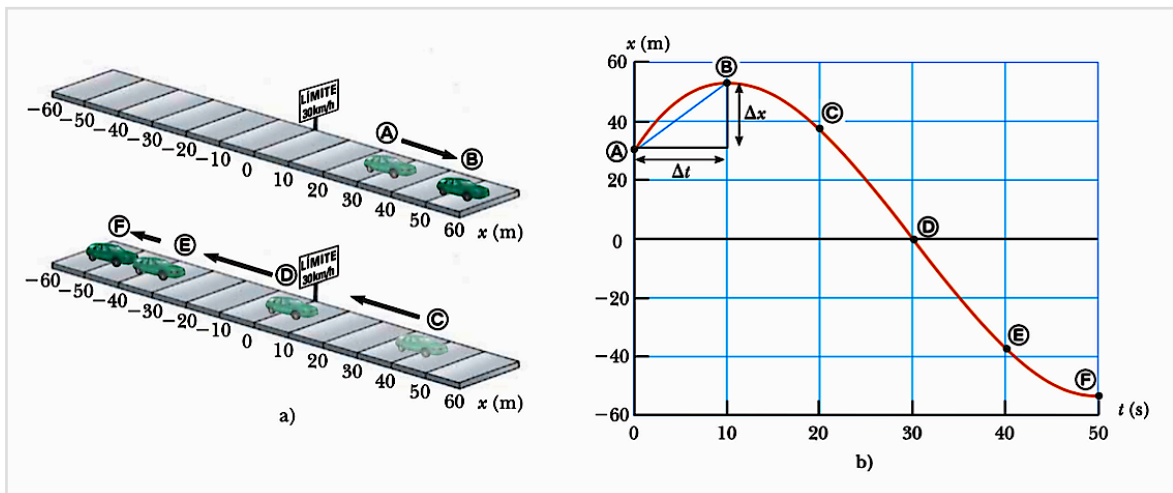 LÍMITE
30km/h
Ⓐ
Ⓑ
−60 −50 −40 −30 −20 −10 0 10 20 30 40 50 60 x (m)
Ⓕ
Ⓔ
Ⓓ
LÍMITE
30km/h
Ⓒ
−60 −50 −40 −30 −20 −10 0 10 20 30 40 50 60 x (m)
a)
x (m)
60
Ⓑ
Δx
Ⓒ
40
Ⓐ
Δt
20
Ⓓ
0
−20
Ⓔ
−40
Ⓕ
−60
t (s)
0 10 20 30 40 50
b)